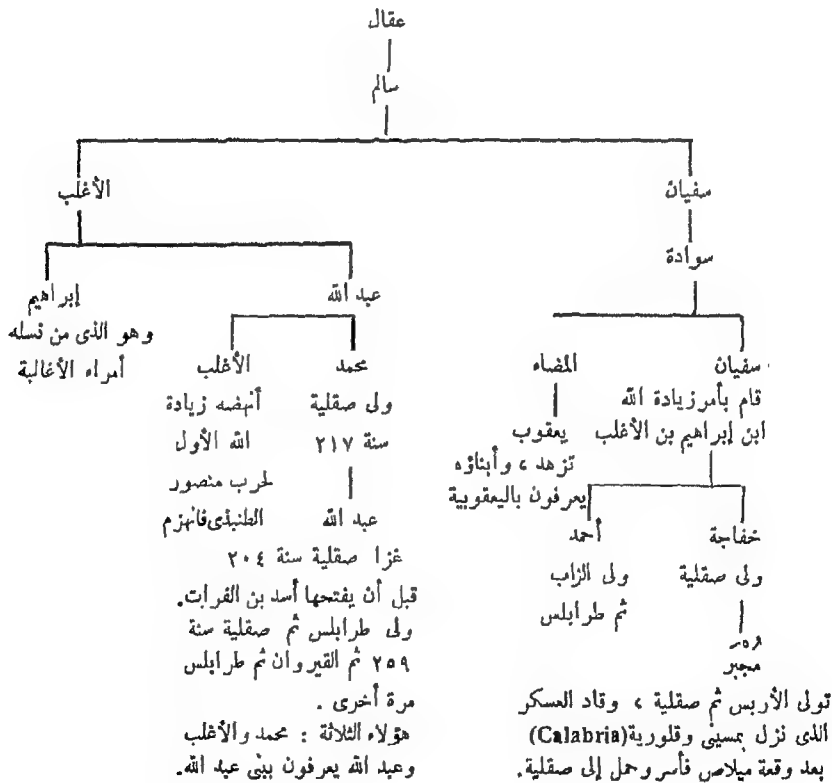 عقال
سالم
سفيان
الأغلب
سوادة
عبد الله
إبراهيم
وهو الذى من نسله
أمراء الأغالبة
سفيان
قام بأمر زيادة الله
ابن إبراهيم بن الأغلب
المضاء
يعقوب
تزهد ، وأبناؤه
يعرفون باليعقوبية
محمد
ولى صقلية
سنة ٢١٧
الأغلب
أنهضه زيادة
الله الأول
لحرب منصور
الطنبذى فانهزم
خفاجة
ولى صقلية
أحمد
ولى الزاب
ثم طرابلس
مُجبر
تولى الأربس ثم صقلية ، وقاد العسكر
الذى نزل بمسينى وقلورية (Calabria)
بعد وقعة ميلاص فأسر وحمل إلى صقلية.
عبد الله
غزا صقلية سنة ٢٠٤
قبل أن يفتحها أسد بن الفرات.
ولى طرابلس ثم صقلية سنة
٢٥٩ ثم القيروان ثم طرابلس
مرة أخرى .
هؤلاء الثلاثة : محمد والأغلب
وعبد الله يعرفون ببنى عبد الله.